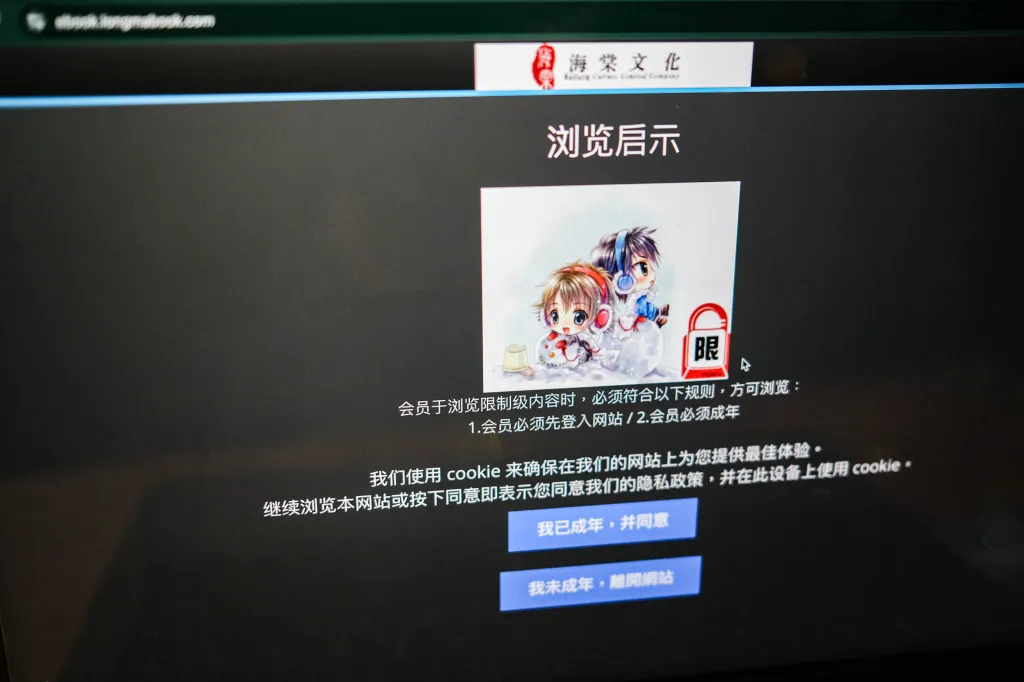 ebook.longmabook.com
海棠文化
浏览启示
限
会员于浏览限制级内容时，必须符合以下规则，方可浏览：
1.会员必须先登入网站 / 2.会员必须成年
我们使用 cookie 来确保在我们的网站上为您提供最佳体验。
继续浏览本网站或按下同意即表示您同意我们的隐私政策，并在此设备上使用 cookie。
我已成年，并同意
我未成年，離開網站